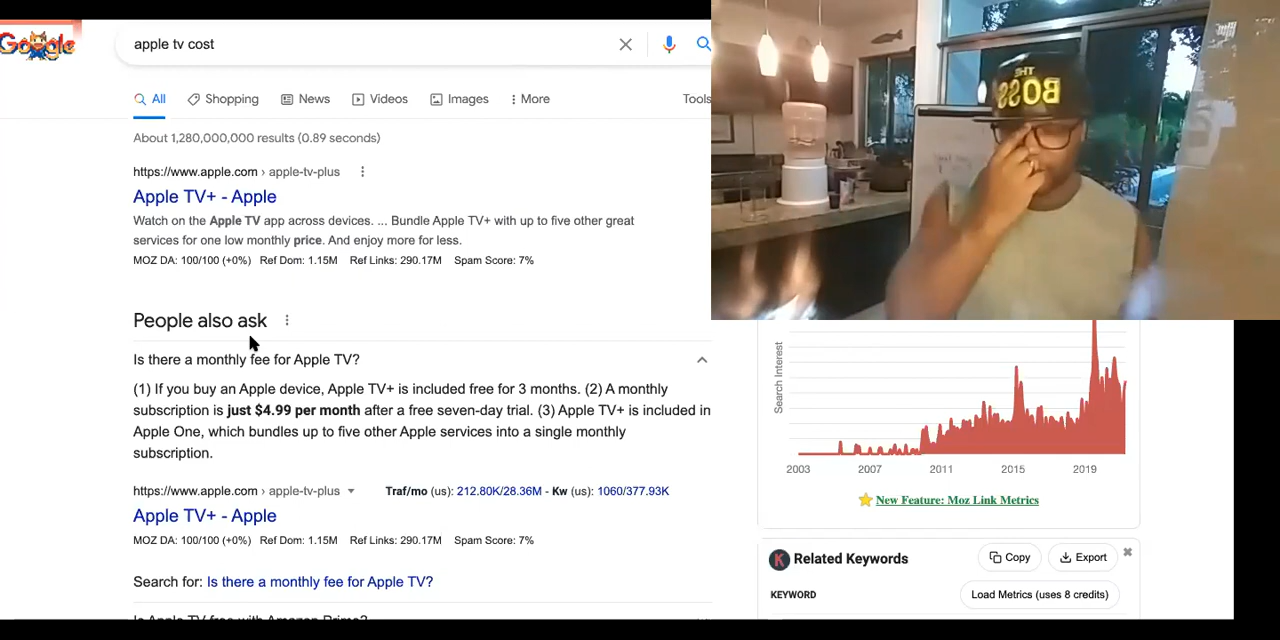 Google
apple tv cost
All
Shopping
News
Videos
Images
More
Tools
About 1,280,000,000 results (0.89 seconds)
https://www.apple.com › apple-tv-plus
Apple TV+ - Apple
Watch on the Apple TV app across devices. ... Bundle Apple TV+ with up to five other great
services for one low monthly price. And enjoy more for less.
MOZ DA: 100/100 (+0%) Ref Dom: 1.15M Ref Links: 290.17M Spam Score: 7%
People also ask
Is there a monthly fee for Apple TV?
(1) If you buy an Apple device, Apple TV+ is included free for 3 months. (2) A monthly
subscription is just $4.99 per month after a free seven-day trial. (3) Apple TV+ is included in
Apple One, which bundles up to five other Apple services into a single monthly
subscription.
https://www.apple.com › apple-tv-plus
Traf/mo (us): 212.80K/28.36M - Kw (us): 1060/377.93K
Apple TV+ - Apple
MOZ DA: 100/100 (+0%) Ref Dom: 1.15M Ref Links: 290.17M Spam Score: 7%
Search for: Is there a monthly fee for Apple TV?
Is Apple TV free with Amazon Prime?
THE
BOSS
Search Interest
2003 2007 2011 2015 2019
New Feature: Moz Link Metrics
K
Related Keywords
Copy
Export
KEYWORD
Load Metrics (uses 8 credits)